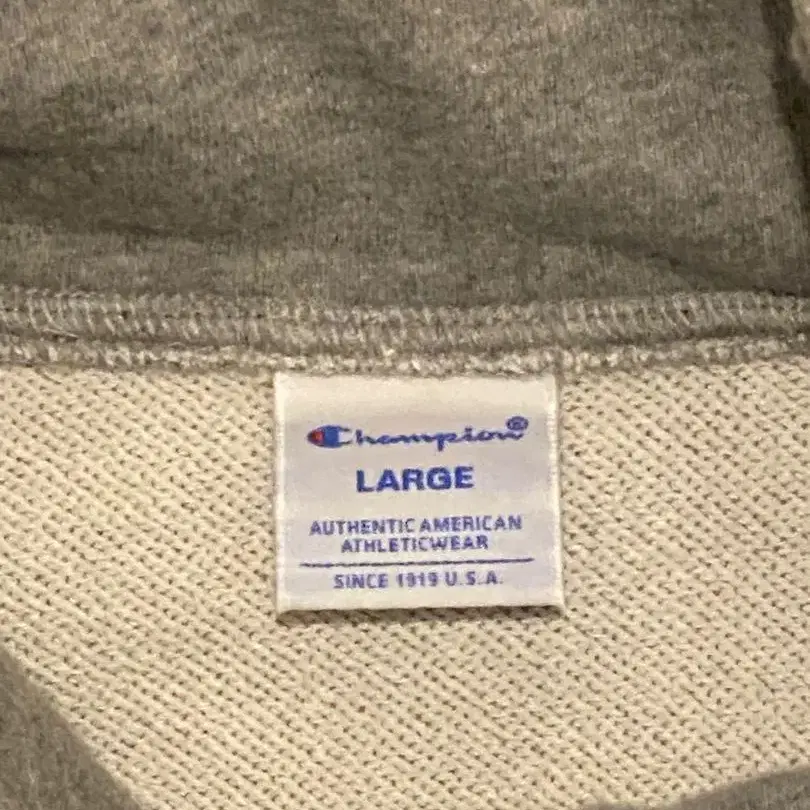 Champion®
LARGE
AUTHENTIC AMERICAN
ATHLETICWEAR
SINCE 1919 U.S.A.